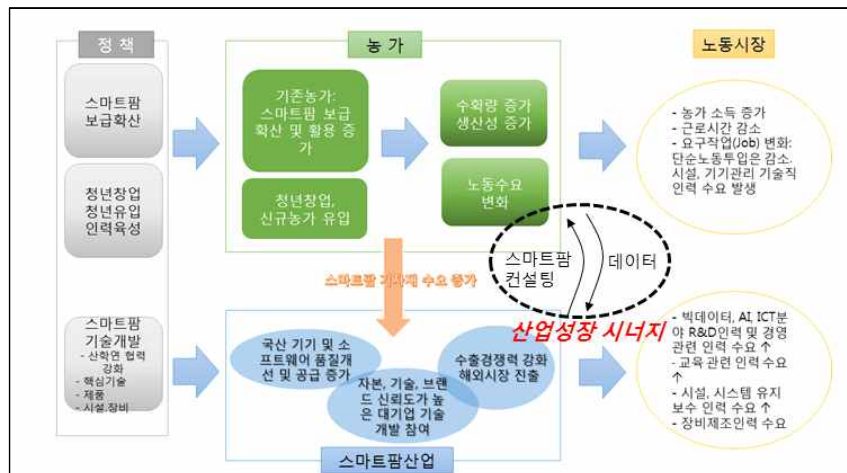 정 책
농 가
노동시장
스마트팜
보급확산
청년창업
청년유입
인력육성
스마트팜
기술개발
- 산학연 협력
강화
- 핵심기술
- 제품
- 시설.장비
기존농가:
스마트팜 보급
확산 및 활용 증
가
청년창업,
신규농가 유입
수확량 증가
생산성 증가
노동수요
변화
- 농가 소득 증가
- 근로시간 감소
- 요구작업(Job) 변화:
단순노동투입은 감소.
시설, 기기관리 기술직
인력 수요 발생
스마트팜
컨설팅
데이터
스마트팜 기자재 수요 증가
산업성장 시너지
국산 기기 및 소
프트웨어 품질개
선 및 공급 증가
자본, 기술, 브랜
드 신뢰도가 높
은 대기업 기술
개발 참여
수출경쟁력 강화
해외시장 진출
스마트팜산업
- 빅데이터, AI, ICT분
야 R&D인력 및 경영
관련 인력 수요 ↑
- 교육 관련 인력 수요
↑
- 시설, 시스템 유지
보수 인력 수요 ↑
- 장비제조인력 수요